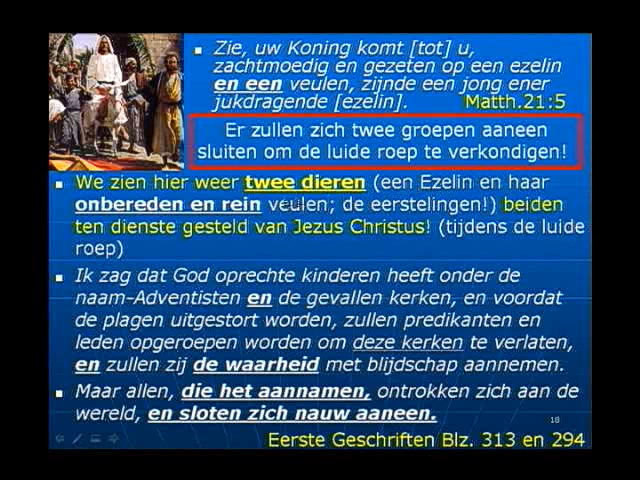 Zie, uw Koning komt [tot] u,
zachtmoedig en gezeten op een ezelin
en een veulen, zijnde een jong ener
jukdragende [ezelin]. Matth.21:5
Er zullen zich twee groepen aaneen
sluiten om de luide roep te verkondigen!
We zien hier weer twee dieren (een Ezelin en haar
onbereden en rein veulen; de eerstelingen!) beiden
ten dienste gesteld van Jezus Christus! (tijdens de luide
roep)
Ik zag dat God oprechte kinderen heeft onder de
naam-Adventisten en de gevallen kerken, en voordat
de plagen uitgestort worden, zullen predikanten en
leden opgeroepen worden om deze kerken te verlaten,
en zullen zij de waarheid met blijdschap aannemen.
Maar allen, die het aannamen, ontrokken zich aan de
wereld, en sloten zich nauw aaneen.
18
Eerste Geschriften Blz. 313 en 294